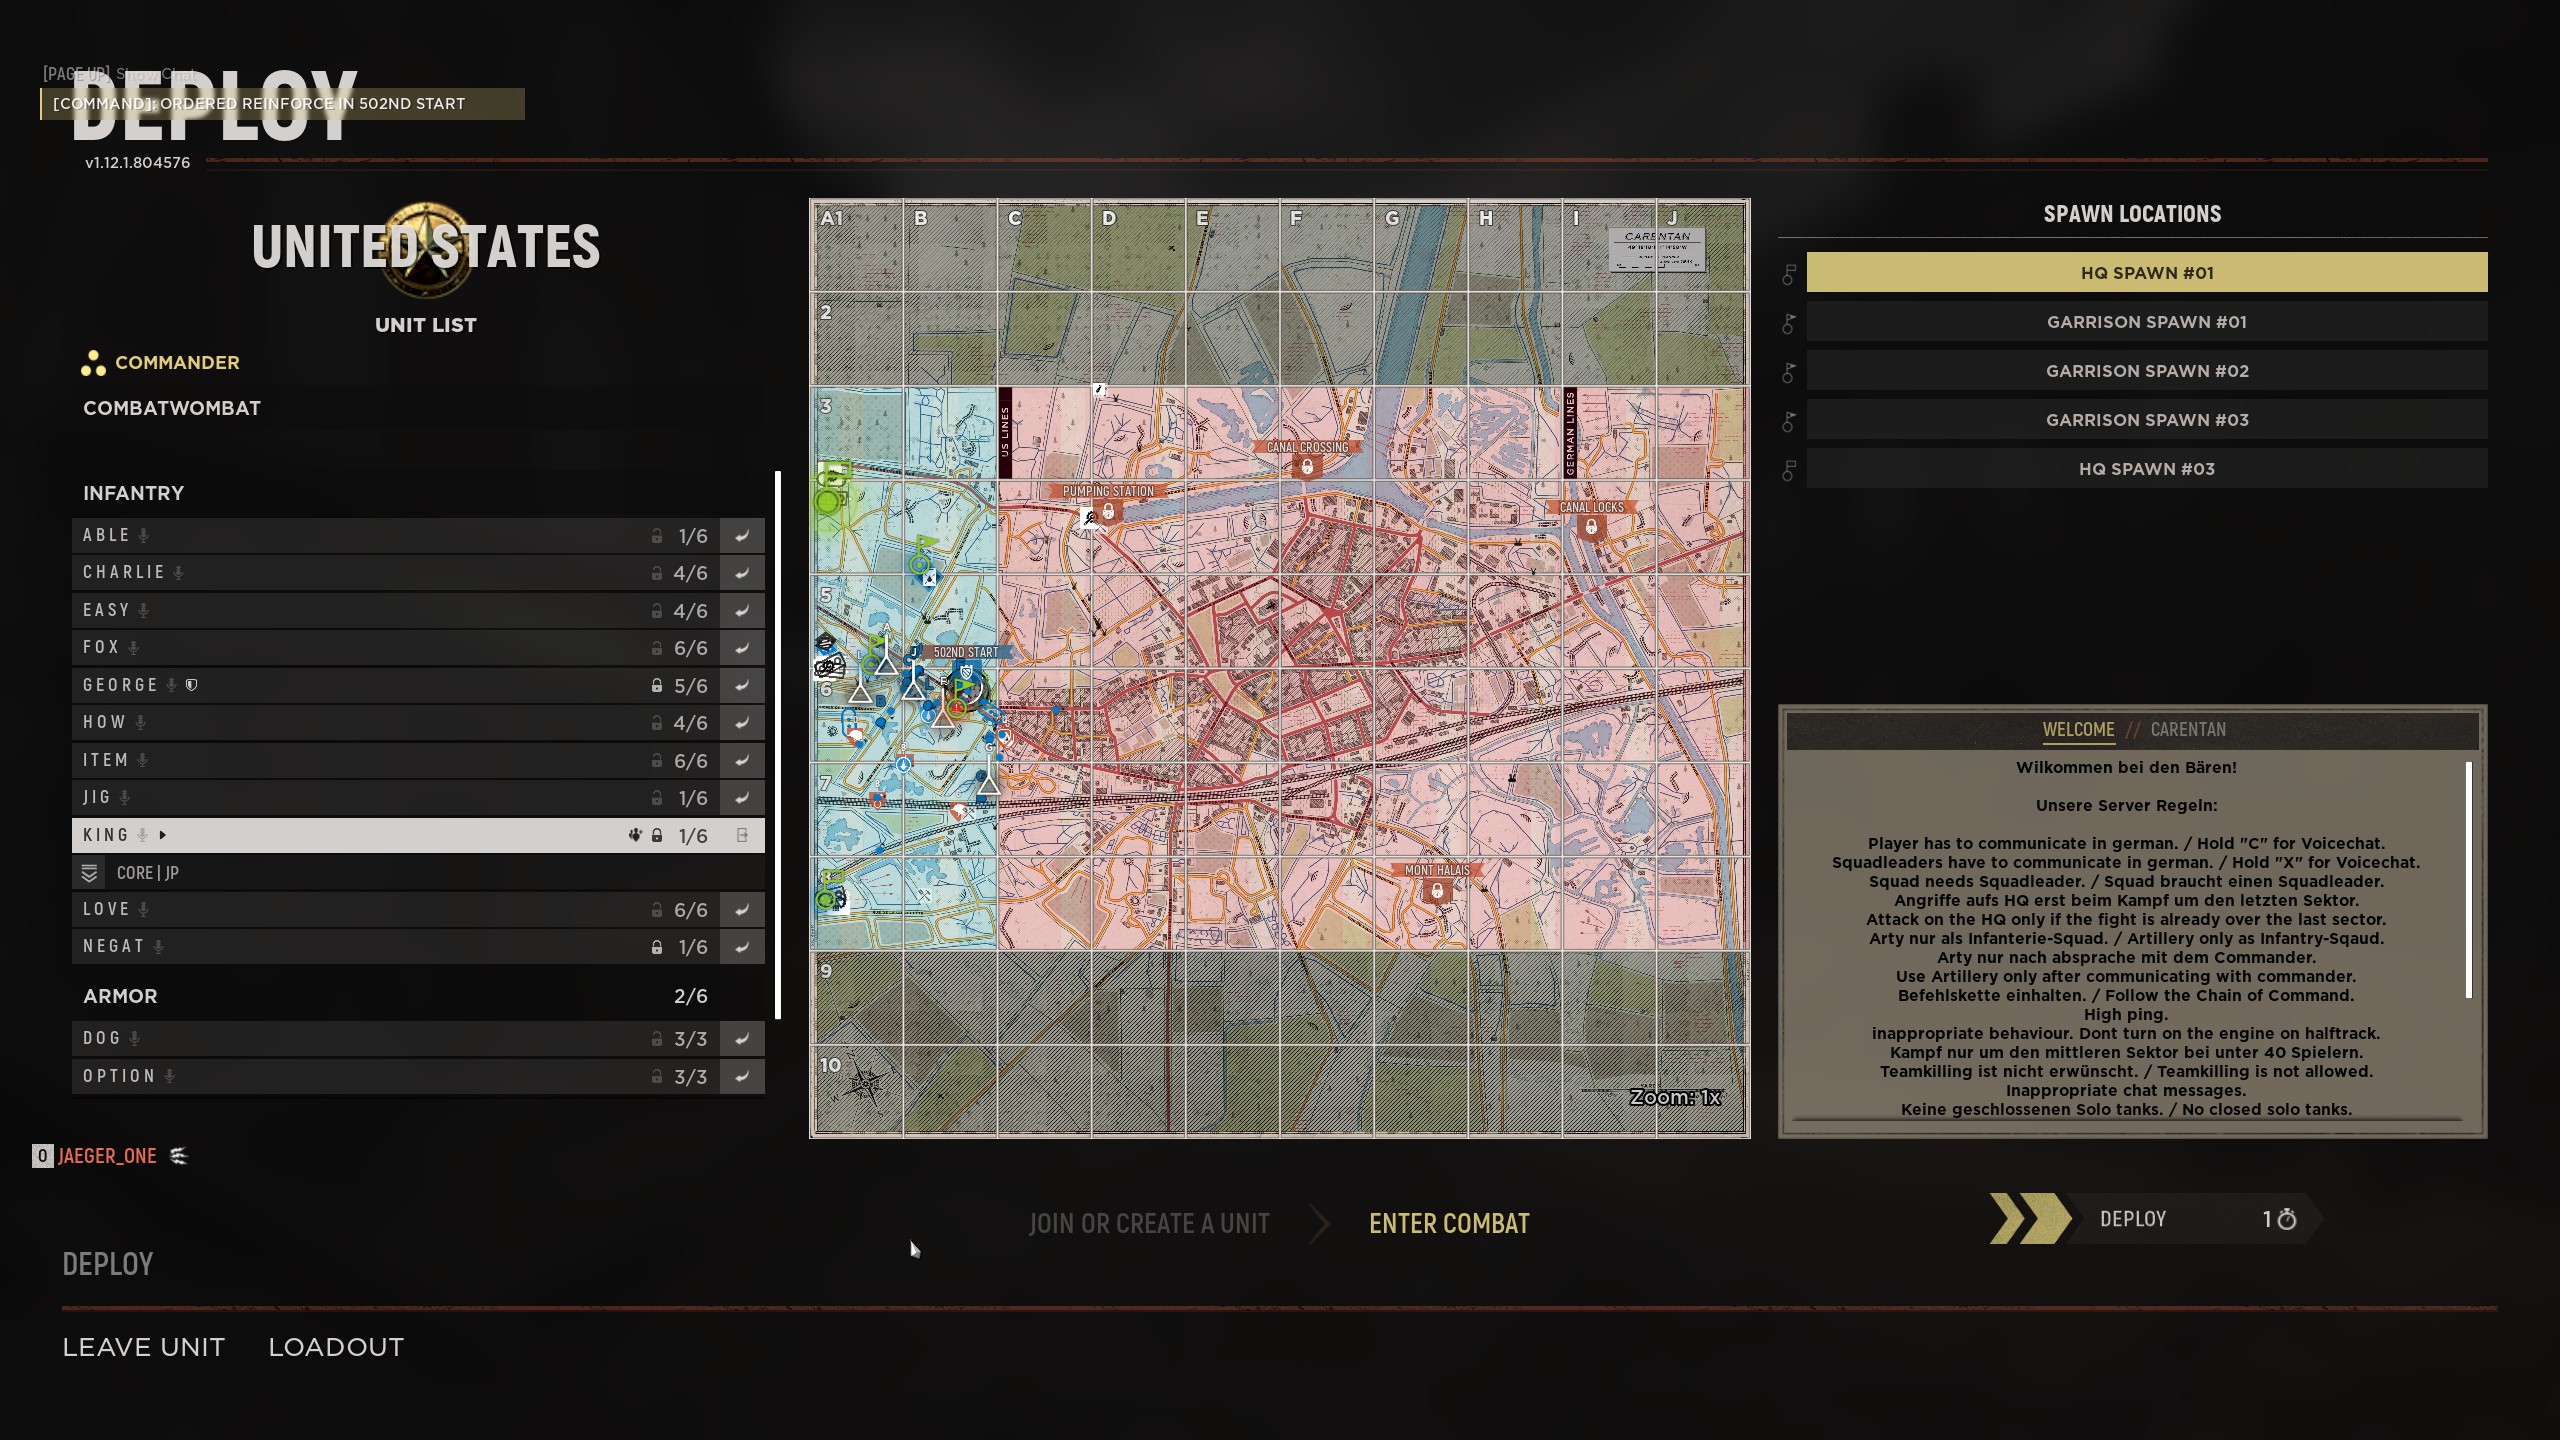 [PAGE UP] Show Chat
DEPLOY
[COMMAND]: ORDERED REINFORCE IN 502ND START
v1.12.1.804576
UNITED STATES
UNIT LIST
COMMANDER
COMBATWOMBAT
INFANTRY
ABLE 1/6
CHARLIE 4/6
EASY 4/6
FOX 6/6
GEORGE 5/6
HOW 4/6
ITEM 6/6
JIG 1/6
KING 1/6
CORE | JP
LOVE 6/6
NEGAT 1/6
ARMOR 2/6
DOG 3/3
OPTION 3/3
0 JAEGER_ONE
A1 B C D E F G H I J
CARENTAN
2
3
US LINES
GERMAN LINES
CANAL CROSSING
PUMPING STATION
CANAL LOCKS
5
502ND START
6
7
MONT HALAIS
9
10
Zoom: 1x
SPAWN LOCATIONS
HQ SPAWN #01
GARRISON SPAWN #01
GARRISON SPAWN #02
GARRISON SPAWN #03
HQ SPAWN #03
WELCOME // CARENTAN
Wilkommen bei den Bären!
Unsere Server Regeln:
Player has to communicate in german. / Hold "C" for Voicechat.
Squadleaders have to communicate in german. / Hold "X" for Voicechat.
Squad needs Squadleader. / Squad braucht einen Squadleader.
Angriffe aufs HQ erst beim Kampf um den letzten Sektor.
Attack on the HQ only if the fight is already over the last sector.
Arty nur als Infanterie-Squad. / Artillery only as Infantry-Sqaud.
Arty nur nach absprache mit dem Commander.
Use Artillery only after communicating with commander.
Befehlskette einhalten. / Follow the Chain of Command.
High ping.
inappropriate behaviour. Dont turn on the engine on halftrack.
Kampf nur um den mittleren Sektor bei unter 40 Spielern.
Teamkilling ist nicht erwünscht. / Teamkilling is not allowed.
Inappropriate chat messages.
Keine geschlossenen Solo tanks. / No closed solo tanks.
JOIN OR CREATE A UNIT ENTER COMBAT
DEPLOY 1
DEPLOY
LEAVE UNIT LOADOUT